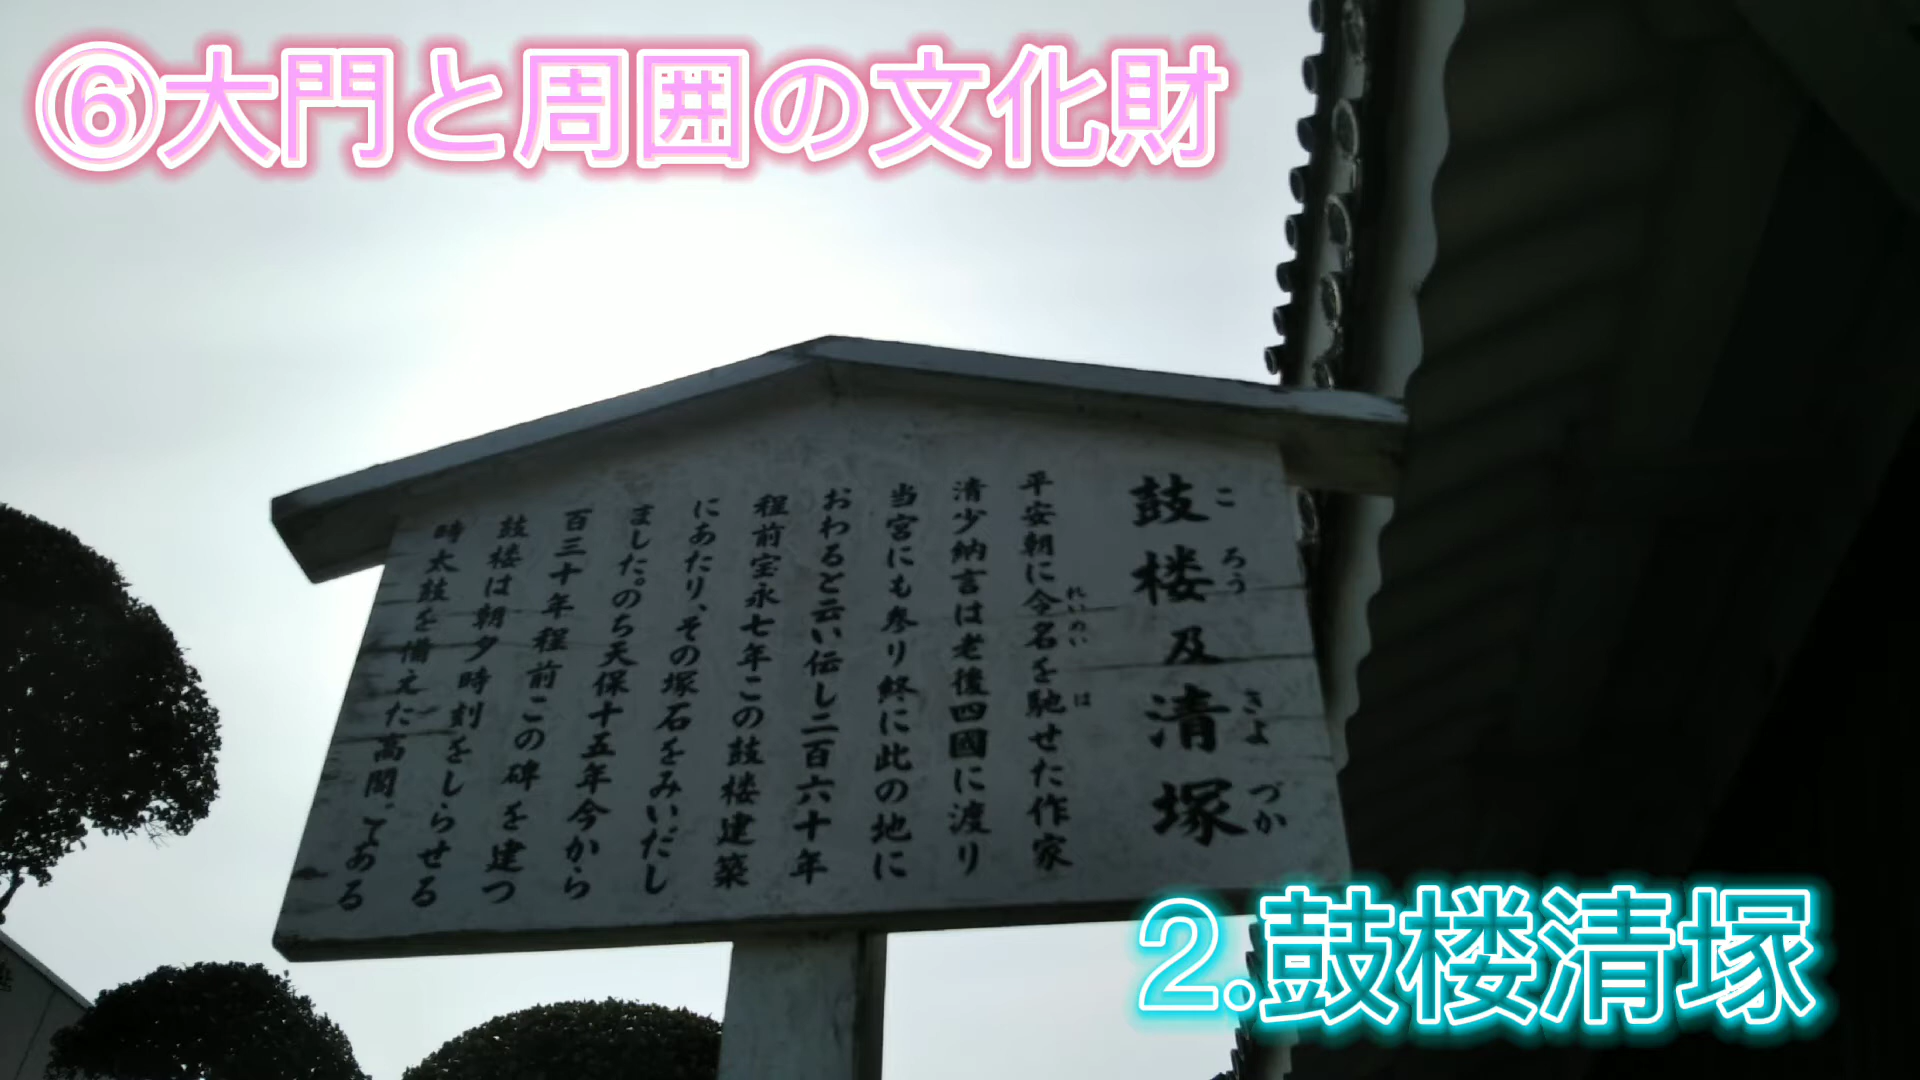 ⑥大門と周囲の文化財
鼓楼及清塚
ころう
きよづか
平安朝に令名を馳せた作家
れいめい
は
清少納言は老後四國に渡り
当宮にも参り終に此の地に
おわると云い伝し二百六十年
程前宝永七年この鼓楼建築
にあたり、その塚石をみいだし
ました。のち天保十五年今から
百三十年程前この碑を建つ
鼓楼は朝夕時刻をしらせる
時太鼓を備えた高閣である
2.鼓楼清塚